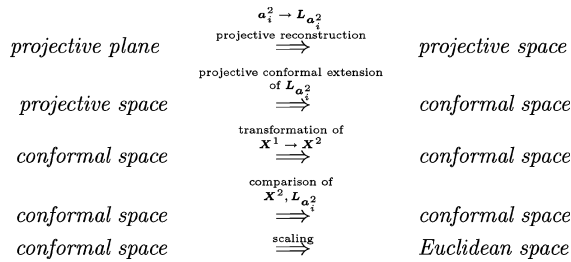 a_i^2 → L_{a_i^2}
projective reconstruction
projective plane ⟹ projective space
projective conformal extension
of L_{a_i^2}
projective space ⟹ conformal space
transformation of
X^1 → X^2
conformal space ⟹ conformal space
comparison of
X^2, L_{a_i^2}
conformal space ⟹ conformal space
scaling
conformal space ⟹ Euclidean space